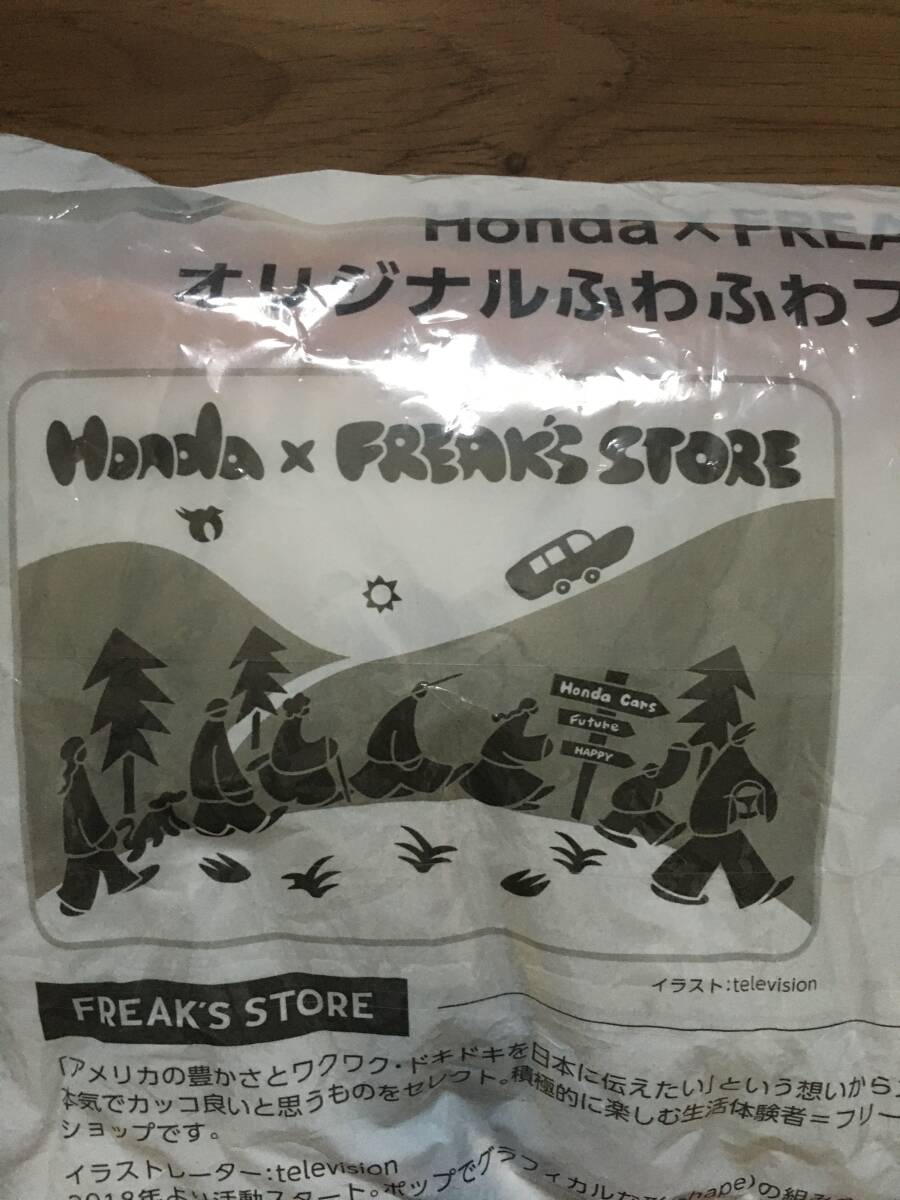 Honda×FREA
オリジナルふわふわブ
Honda × FREAK'S STORE
Honda Cars
Future
HAPPY
イラスト:television
FREAK'S STORE
「アメリカの豊かさとワクワク・ドキドキを日本に伝えたい」という想いから
本気でカッコ良いと思うものをセレクト。積極的に楽しむ生活体験者=フリー
ショップです。
イラストレーター:television
2018年より活動スタート。ポップでグラフィカルな形(shape)の組み